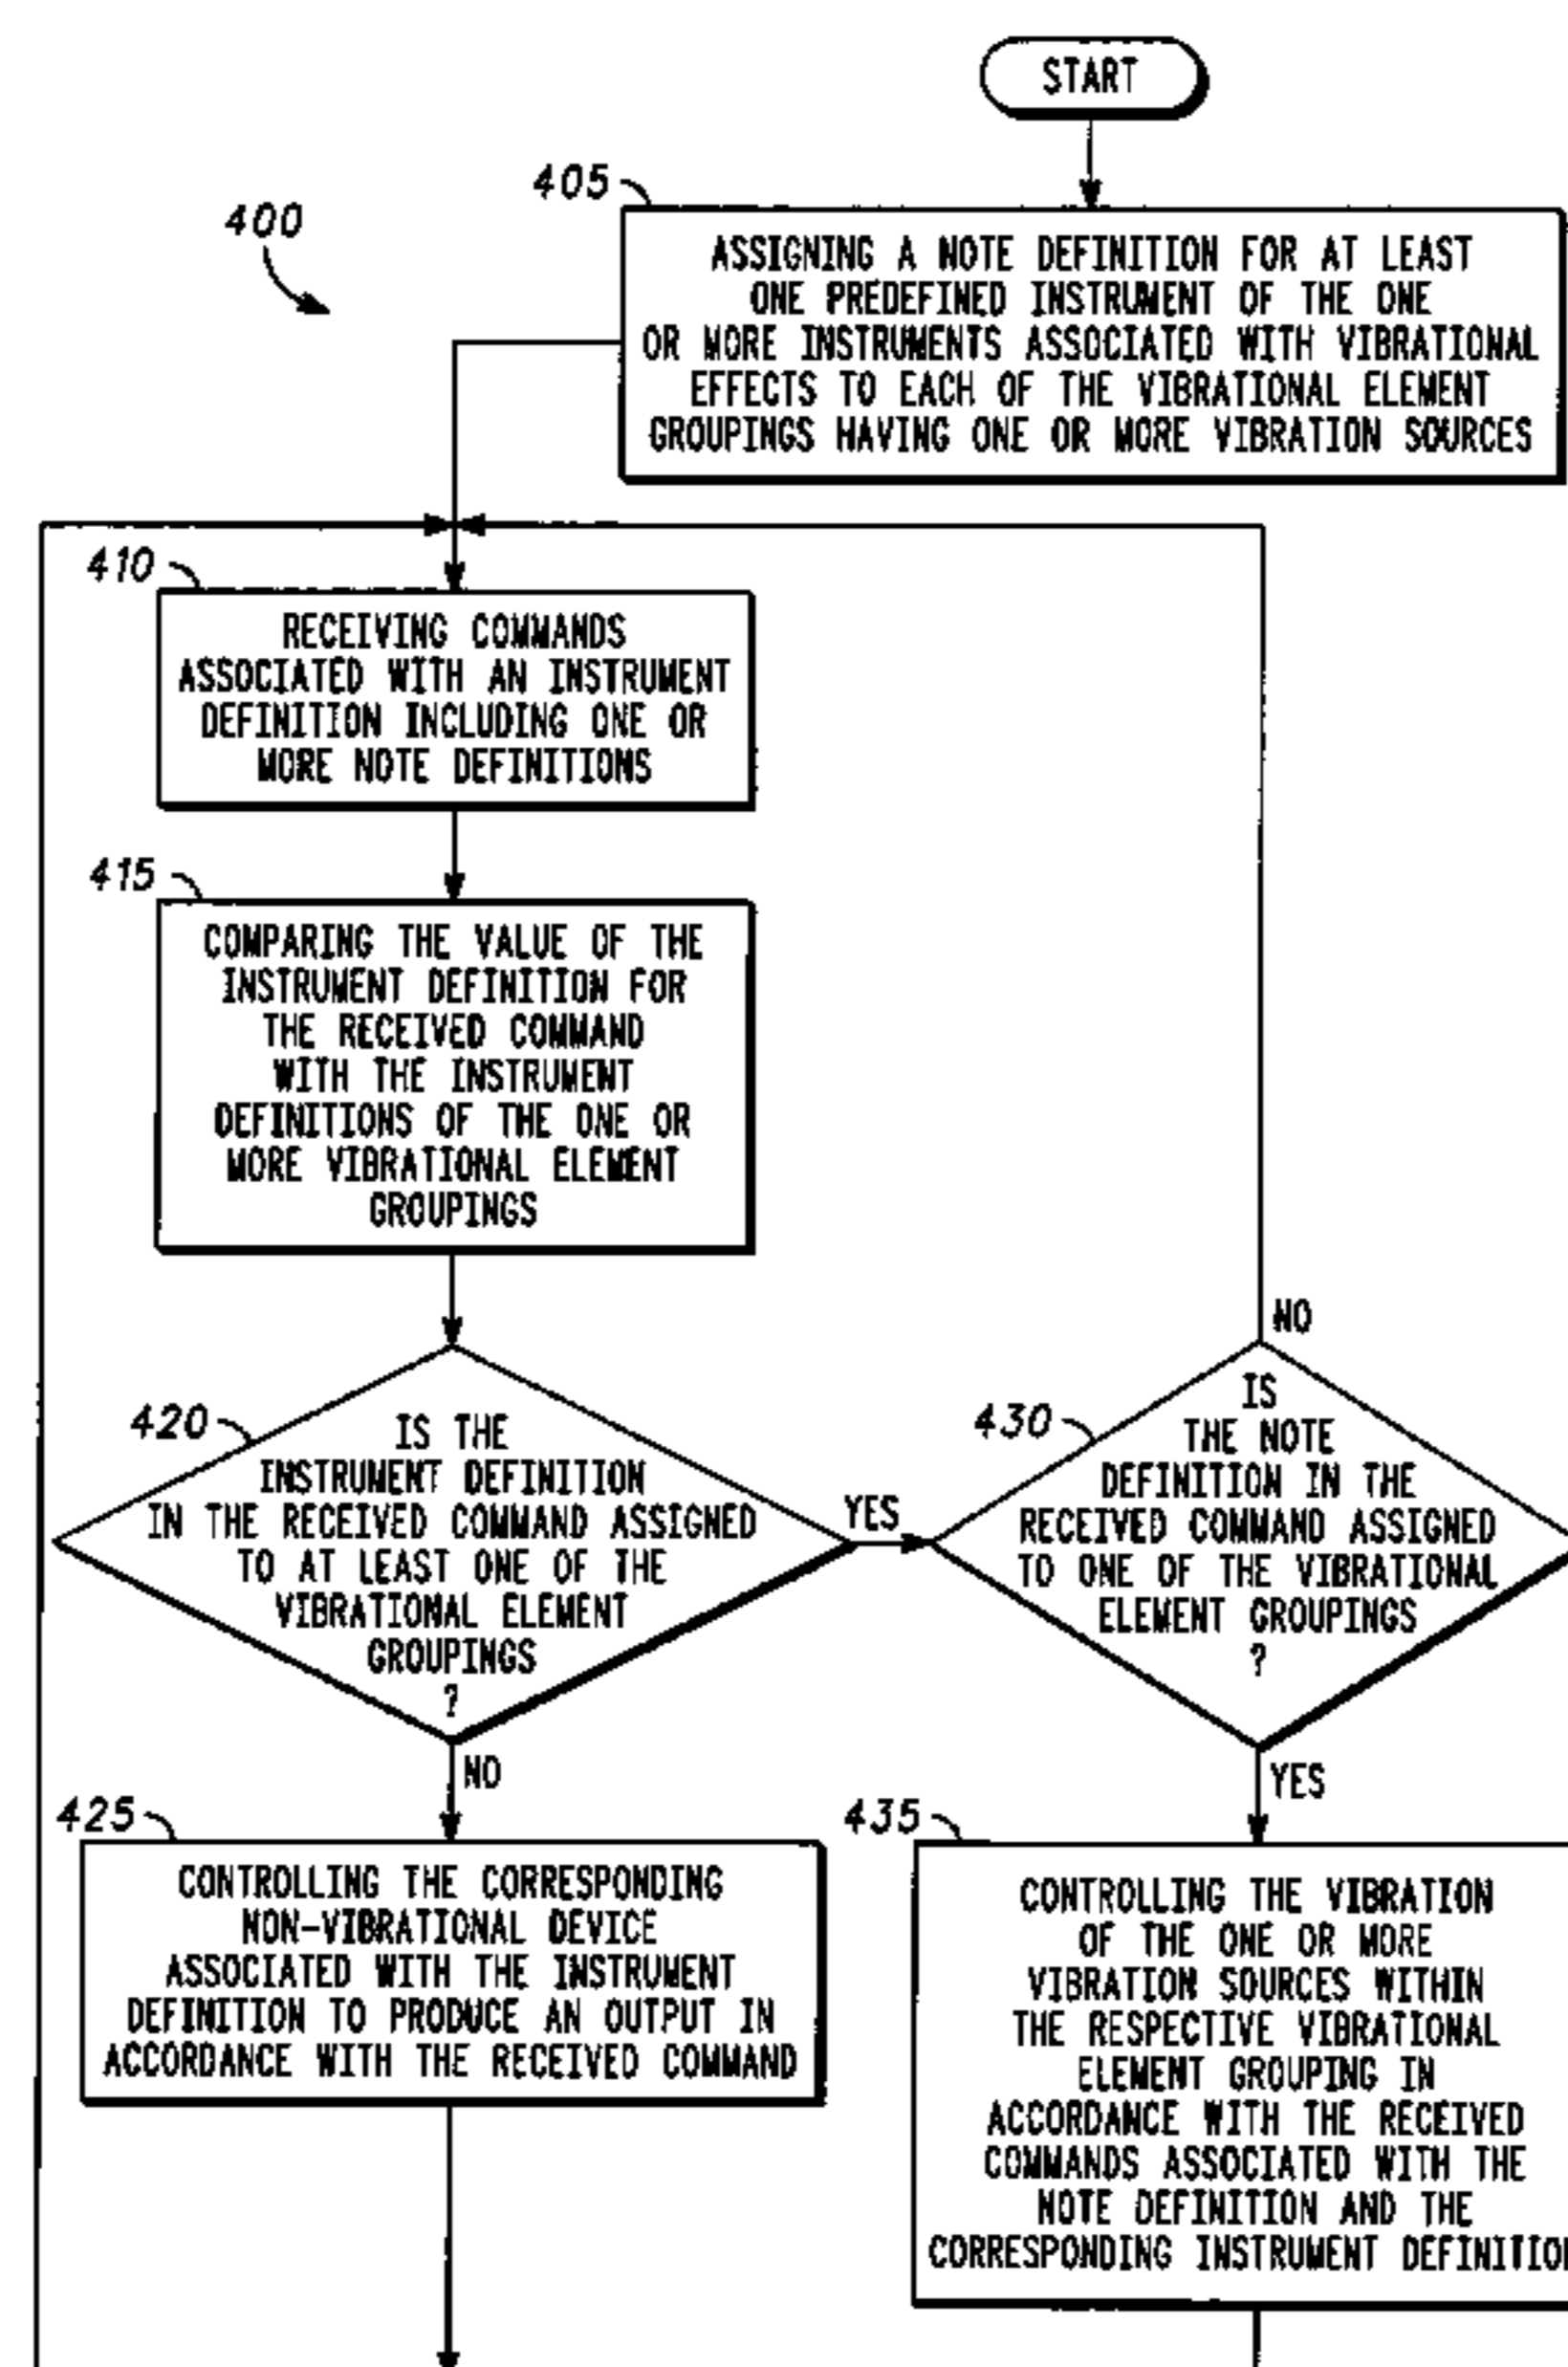 START
405
400
ASSIGNING A NOTE DEFINITION FOR AT LEAST
ONE PREDEFINED INSTRUMENT OF THE ONE
OR MORE INSTRUMENTS ASSOCIATED WITH VIBRATIONAL
EFFECTS TO EACH OF THE VIBRATIONAL ELEMENT
GROUPINGS HAVING ONE OR MORE VIBRATION SOURCES
410
RECEIVING COMMANDS
ASSOCIATED WITH AN INSTRUMENT
DEFINITION INCLUDING ONE OR
MORE NOTE DEFINITIONS
415
COMPARING THE VALUE OF THE
INSTRUMENT DEFINITION FOR
THE RECEIVED COMMAND
WITH THE INSTRUMENT
DEFINITIONS OF THE ONE OR
MORE VIBRATIONAL ELEMENT
GROUPINGS
420
IS THE
INSTRUMENT DEFINITION
IN THE RECEIVED COMMAND ASSIGNED
TO AT LEAST ONE OF THE
VIBRATIONAL ELEMENT
GROUPINGS
?
YES
NO
430
IS
THE NOTE
DEFINITION IN THE
RECEIVED COMMAND ASSIGNED
TO ONE OF THE VIBRATIONAL
ELEMENT GROUPINGS
?
NO
YES
425
CONTROLLING THE CORRESPONDING
NON-VIBRATIONAL DEVICE
ASSOCIATED WITH THE INSTRUMENT
DEFINITION TO PRODUCE AN OUTPUT IN
ACCORDANCE WITH THE RECEIVED COMMAND
435
CONTROLLING THE VIBRATION
OF THE ONE OR MORE
VIBRATION SOURCES WITHIN
THE RESPECTIVE VIBRATIONAL
ELEMENT GROUPING IN
ACCORDANCE WITH THE RECEIVED
COMMANDS ASSOCIATED WITH THE
NOTE DEFINITION AND THE
CORRESPONDING INSTRUMENT DEFINITION